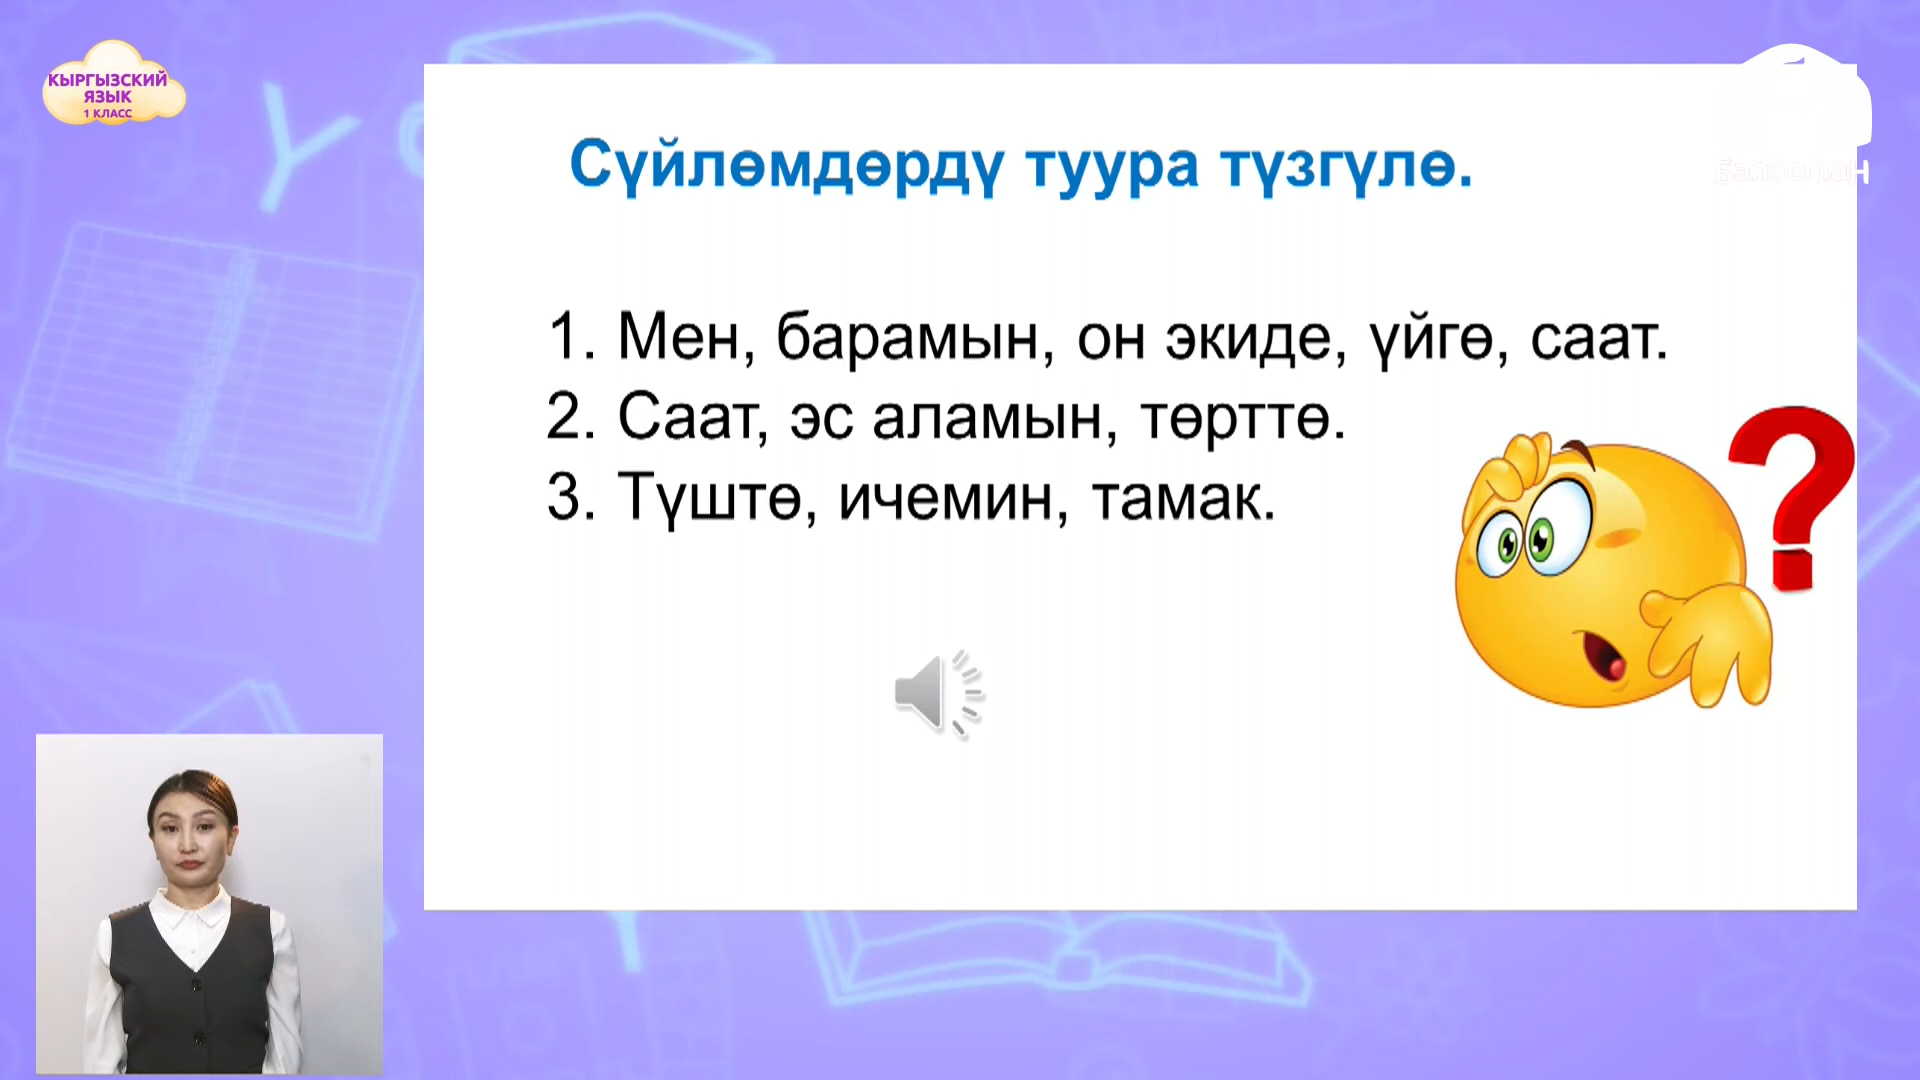 КЫРГЫЗСКИЙ
ЯЗЫК
1 КЛАСС
Сүйлөмдөрдү туура түзгүлө.
1. Мен, барамын, он экиде, үйгө, саат.
2. Саат, эс аламын, төрттө.
3. Түштө, ичемин, тамак.
Баластан